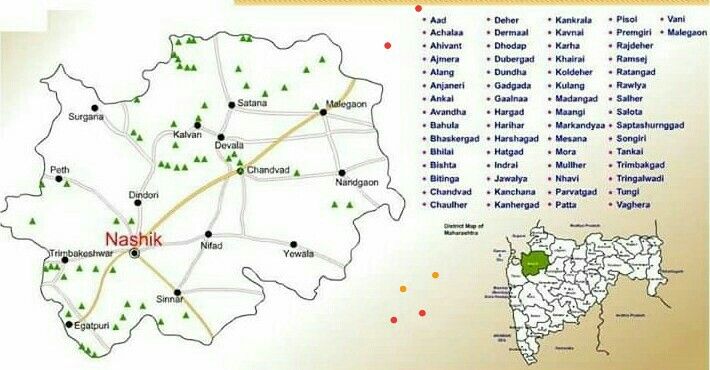 Surgana
Satana
Malegaon
Kalvan
Devala
Peth
Chandvad
Nandgaon
Dindori
Nashik
Nifad
Yewala
Trimbakeshwar
Sinnar
Egatpuri
Aad Deher Kankrala Pisol Vani
Achalaa Dermaal Kavnai Premgiri Malegaon
Ahivant Dhodap Karha Rajdeher
Ajmera Dubergad Khairai Ramsej
Alang Dundha Koldeher Ratangad
Anjaneri Gadgada Kulang Rawlya
Ankai Gaalnaa Madangad Salher
Avandha Hargad Maangi Salota
Bahula Harihar Markandyaa Saptashurnggad
Bhaskergad Harshagad Mesana Songiri
Bhilai Hatgad Mora Tankai
Bishta Indrai Mullher Trimbakgad
Bitinga Jawalya Nhavi Tringalwadi
Chandvad Kanchana Parvatgad Tungi
Chaulher Kanhergad Patta Vaghera
District Map of
Maharashtra